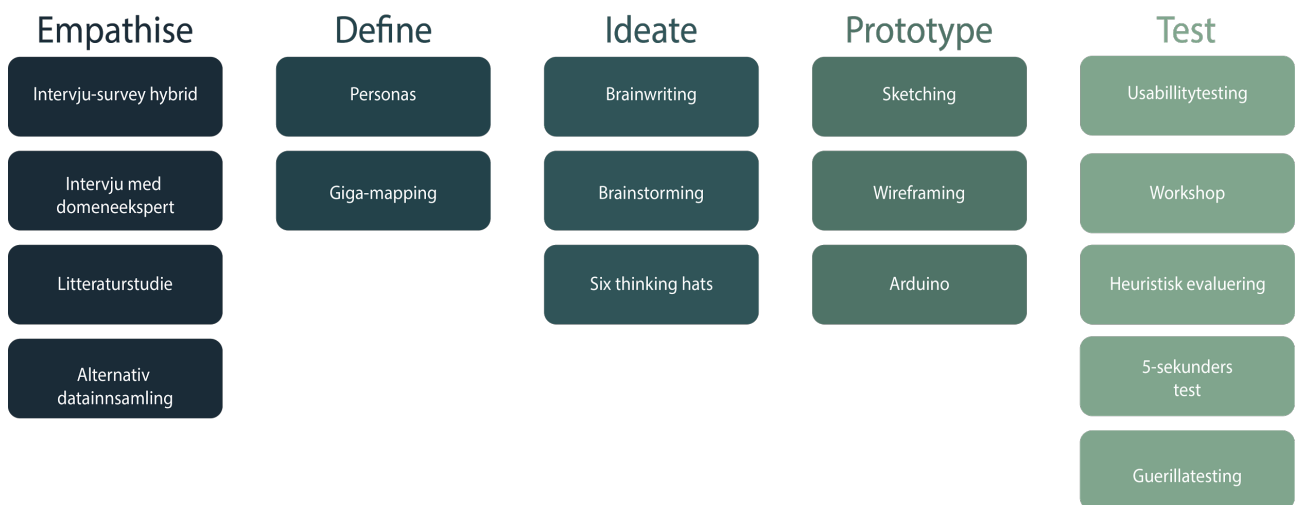 Empathise
Intervju-survey hybrid
Intervju med
domeneekspert
Litteraturstudie
Alternativ
datainnsamling
Define
Personas
Giga-mapping
Ideate
Brainwriting
Brainstorming
Six thinking hats
Prototype
Sketching
Wireframing
Arduino
Test
Usabillitytesting
Workshop
Heuristisk evaluering
5-sekunders
test
Guerillatesting